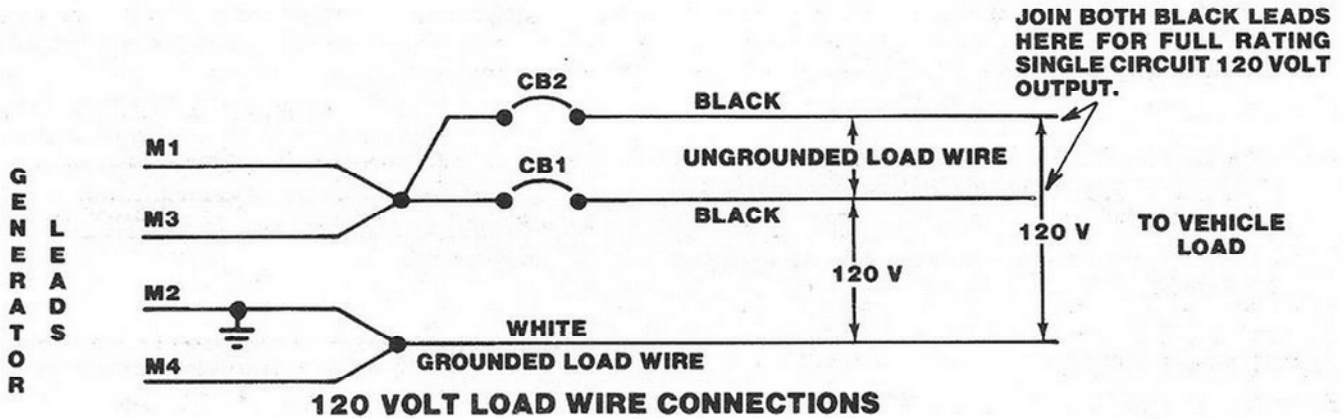 JOIN BOTH BLACK LEADS
HERE FOR FULL RATING
SINGLE CIRCUIT 120 VOLT
OUTPUT.
CB2
BLACK
M1
UNGROUNDED LOAD WIRE
CB1
M3
BLACK
GENERATOR
LEADS
120 V
TO VEHICLE
LOAD
120 V
M2
WHITE
M4
GROUNDED LOAD WIRE
120 VOLT LOAD WIRE CONNECTIONS